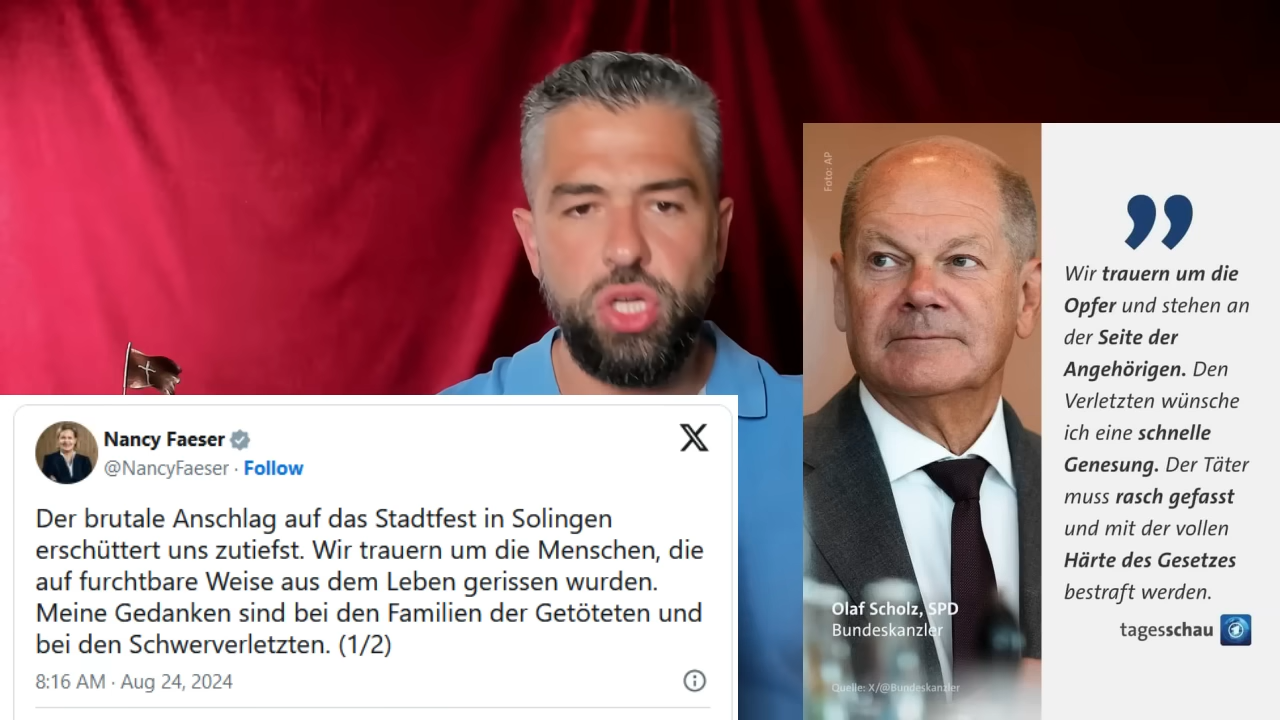 Nancy Faeser
@NancyFaeser · Follow
Der brutale Anschlag auf das Stadtfest in Solingen
erschüttert uns zutiefst. Wir trauern um die Menschen, die
auf furchtbare Weise aus dem Leben gerissen wurden.
Meine Gedanken sind bei den Familien der Getöteten und
bei den Schwerverletzten. (1/2)
8:16 AM · Aug 24, 2024
Foto: AP
Wir trauern um die
Opfer und stehen an
der Seite der
Angehörigen. Den
Verletzten wünsche
ich eine schnelle
Genesung. Der Täter
muss rasch gefasst
und mit der vollen
Härte des Gesetzes
bestraft werden.
Olaf Scholz, SPD
Bundeskanzler
tagesschau
Quelle: X/@Bundeskanzler